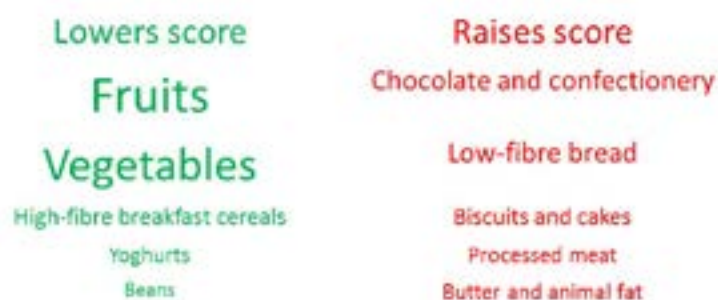 Lowers score
Fruits
Vegetables
High-fibre breakfast cereals
Yoghurts
Beans
Raises score
Chocolate and confectionery
Low-fibre bread
Biscuits and cakes
Processed meat
Butter and animal fat